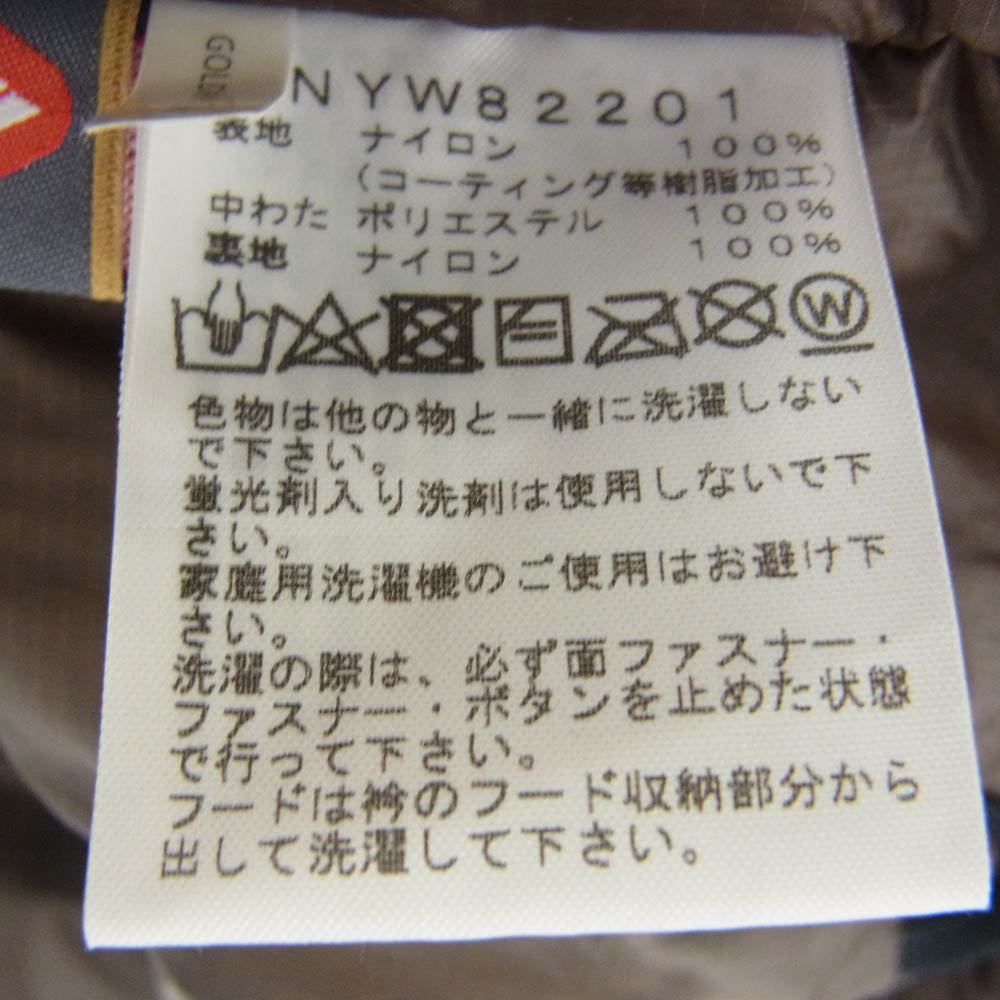 GOLD
NYW82201
表地 ナイロン 100%
(コーティング等樹脂加工)
中わた ポリエステル 100%
裏地 ナイロン 100%
W
色物は他の物と一緒に洗濯しない
で下さい。
蛍光剤入り洗剤は使用しないで下
さい。
家庭用洗濯機のご使用はお避け下
さい。
洗濯の際は、必ず面ファスナー・
ファスナー・ボタンを止めた状態
で行って下さい。
フードは衿のフード収納部分から
出して洗濯して下さい。